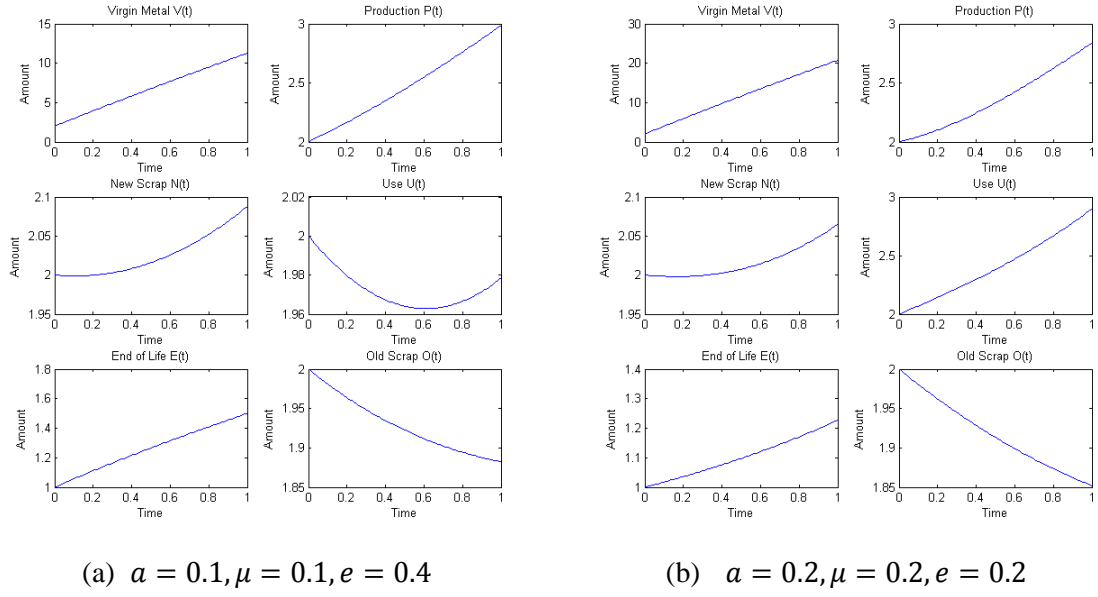 Virgin Metal V(t)
Production P(t)
15
10
5
0
Amount
0 0.2 0.4 0.6 0.8 1
Time
3
2.5
2
Amount
0 0.2 0.4 0.6 0.8 1
Time
New Scrap N(t)
Use U(t)
2.1
2.05
2
1.95
Amount
0 0.2 0.4 0.6 0.8 1
Time
2.02
2
1.98
1.96
Amount
0 0.2 0.4 0.6 0.8 1
Time
End of Life E(t)
Old Scrap O(t)
1.8
1.6
1.4
1.2
1
Amount
0 0.2 0.4 0.6 0.8 1
Time
2
1.95
1.9
1.85
Amount
0 0.2 0.4 0.6 0.8 1
Time
(a) a = 0.1, μ = 0.1, e = 0.4
Virgin Metal V(t)
Production P(t)
30
20
10
0
Amount
0 0.2 0.4 0.6 0.8 1
Time
3
2.5
2
Amount
0 0.2 0.4 0.6 0.8 1
Time
New Scrap N(t)
Use U(t)
2.1
2.05
2
1.95
Amount
0 0.2 0.4 0.6 0.8 1
Time
3
2.5
2
Amount
0 0.2 0.4 0.6 0.8 1
Time
End of Life E(t)
Old Scrap O(t)
1.4
1.3
1.2
1.1
1
Amount
0 0.2 0.4 0.6 0.8 1
Time
2
1.95
1.9
1.85
Amount
0 0.2 0.4 0.6 0.8 1
Time
(b) a = 0.2, μ = 0.2, e = 0.2